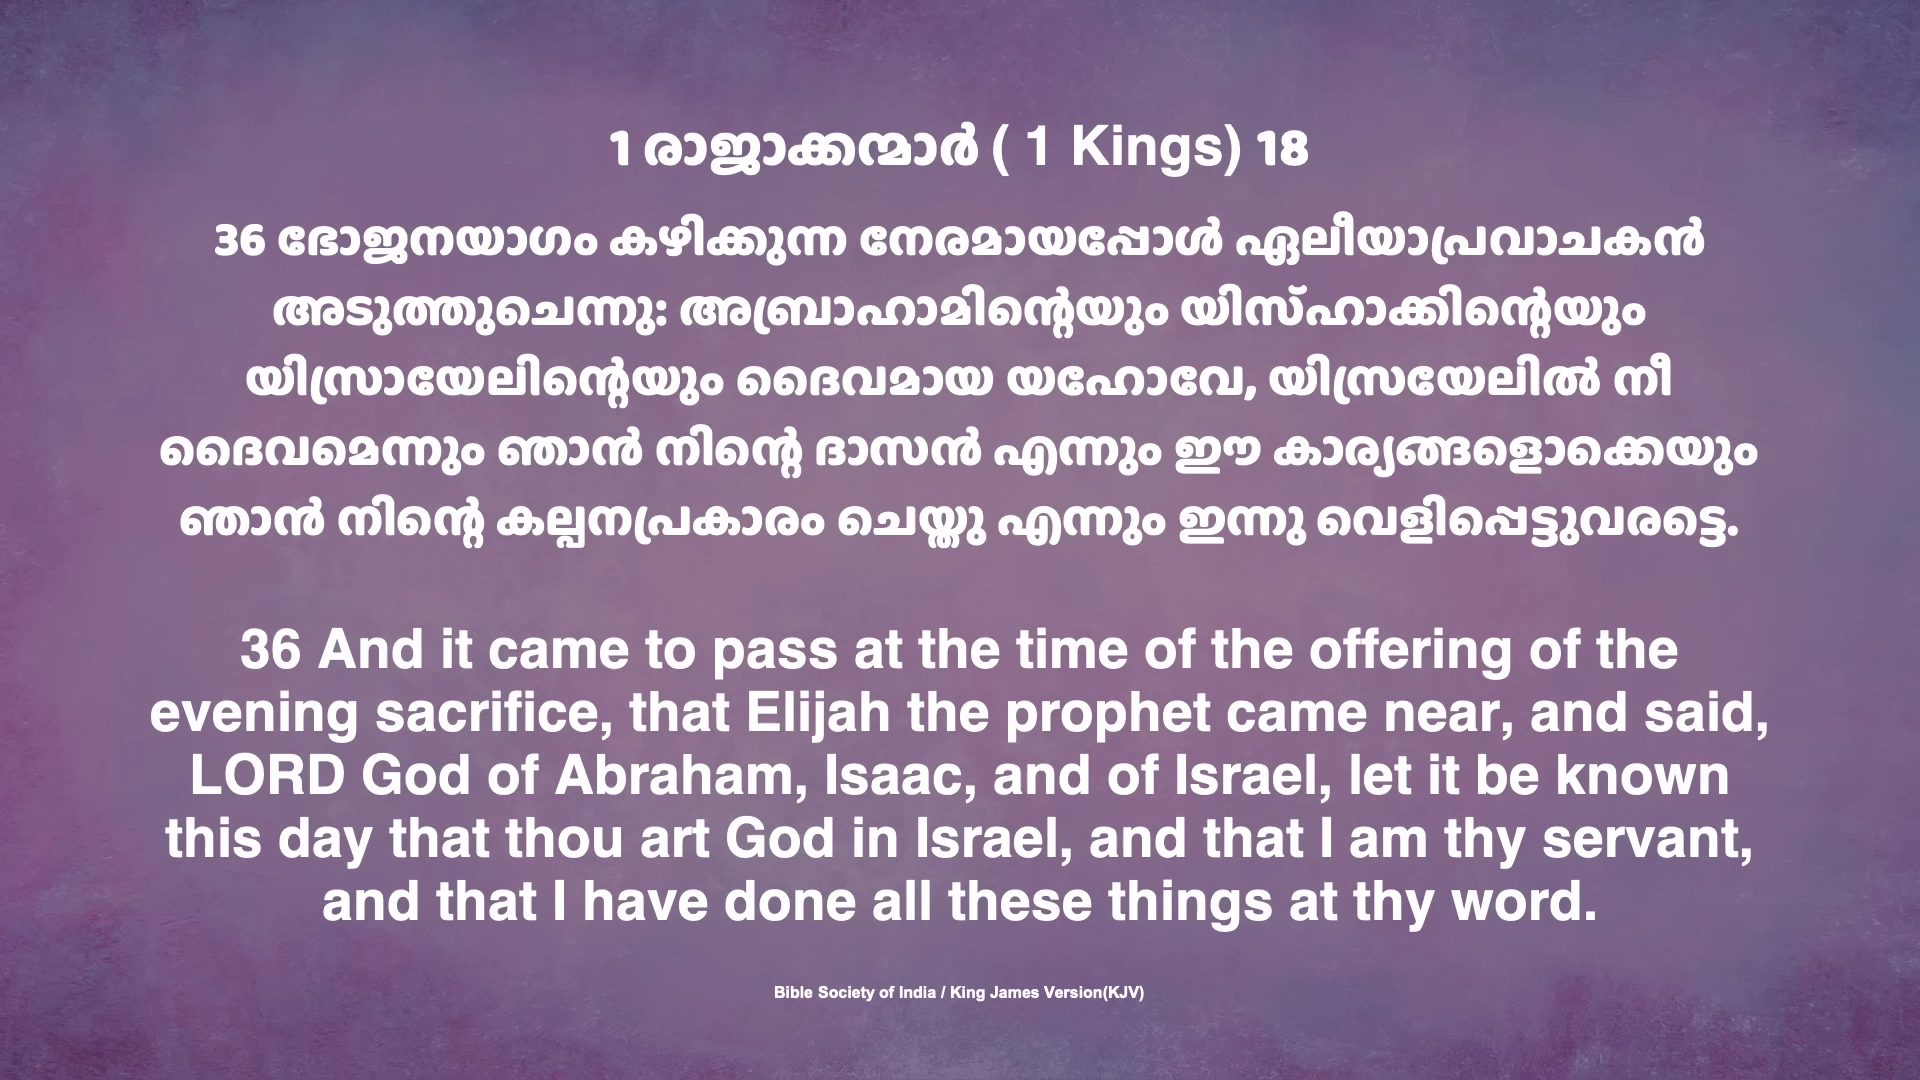 1 രാജാക്കന്മാർ ( 1 Kings) 18
36 ഭോജനയാഗം കഴിക്കുന്ന നേരമായപ്പോൾ ഏലീയാപ്രവാചകൻ
അടുത്തുചെന്നു: അബ്രാഹാമിന്റെയും യിസ്ഹാക്കിന്റെയും
യിസ്രായേലിന്റെയും ദൈവമായ യഹോവേ, യിസ്രയേലിൽ നീ
ദൈവമെന്നും ഞാൻ നിന്റെ ദാസൻ എന്നും ഈ കാര്യങ്ങളൊക്കെയും
ഞാൻ നിന്റെ കല്പനപ്രകാരം ചെയ്തു എന്നും ഇന്നു വെളിപ്പെട്ടുവരട്ടെ.
36 And it came to pass at the time of the offering of the
evening sacrifice, that Elijah the prophet came near, and said,
LORD God of Abraham, Isaac, and of Israel, let it be known
this day that thou art God in Israel, and that I am thy servant,
and that I have done all these things at thy word.
Bible Society of India / King James Version(KJV)